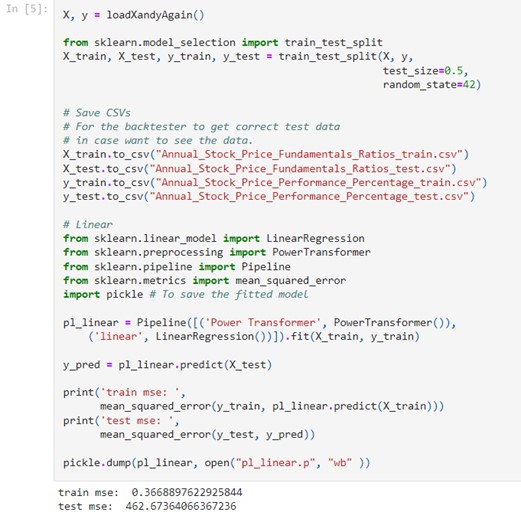 In [5]:
X, y = loadXandyAgain()
from sklearn.model_selection import train_test_split
X_train, X_test, y_train, y_test = train_test_split(X, y,
test_size=0.5,
random_state=42)
# Save CSVs
# For the backtester to get correct test data
# in case want to see the data.
X_train.to_csv("Annual_Stock_Price_Fundamentals_Ratios_train.csv")
X_test.to_csv("Annual_Stock_Price_Fundamentals_Ratios_test.csv")
y_train.to_csv("Annual_Stock_Price_Performance_Percentage_train.csv")
y_test.to_csv("Annual_Stock_Price_Performance_Percentage_test.csv")
# Linear
from sklearn.linear_model import LinearRegression
from sklearn.preprocessing import PowerTransformer
from sklearn.pipeline import Pipeline
from sklearn.metrics import mean_squared_error
import pickle # To save the fitted model
pl_linear = Pipeline([('Power Transformer', PowerTransformer()),
('linear', LinearRegression())]).fit(X_train, y_train)
y_pred = pl_linear.predict(X_test)
print('train mse: ',
mean_squared_error(y_train, pl_linear.predict(X_train)))
print('test mse: ',
mean_squared_error(y_test, y_pred))
pickle.dump(pl_linear, open("pl_linear.p", "wb" ))
train mse:  0.3668897622925844
test mse:  462.67364066367236